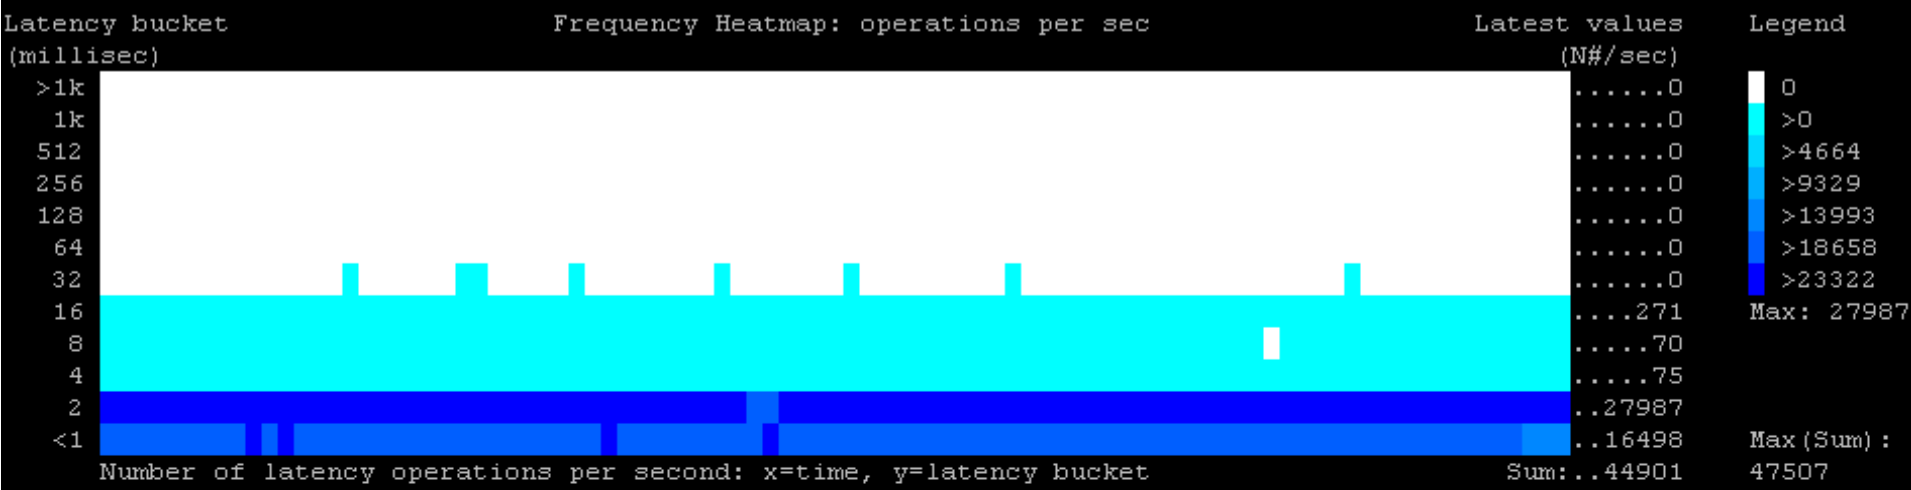 Latency bucket Frequency Heatmap: operations per sec Latest values Legend
(millisec) (N#/sec)
>1k ......0 0
1k ......0 >0
512 ......0 >4664
256 ......0 >9329
128 ......0 >13993
64 ......0 >18658
32 ......0 >23322
16 ....271 Max: 27987
8 .....70
4 .....75
2 ..27987
<1 ..16498 Max(Sum):
Number of latency operations per second: x=time, y=latency bucket Sum:..44901 47507